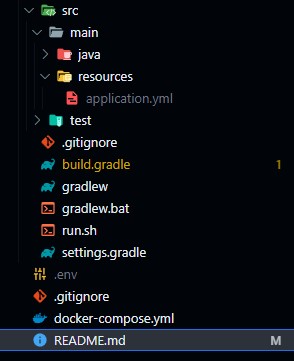 src
main
java
resources
application.yml
test
.gitignore
build.gradle 1
gradlew
gradlew.bat
run.sh
settings.gradle
.env
.gitignore
docker-compose.yml
README.md M